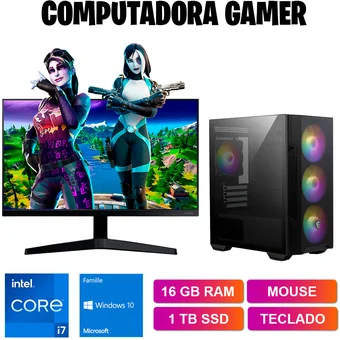 COMPUTADORA GAMER
intel
CORE
i7
Famille
Windows 10
Microsoft
16 GB RAM
MOUSE
1 TB SSD
TECLADO